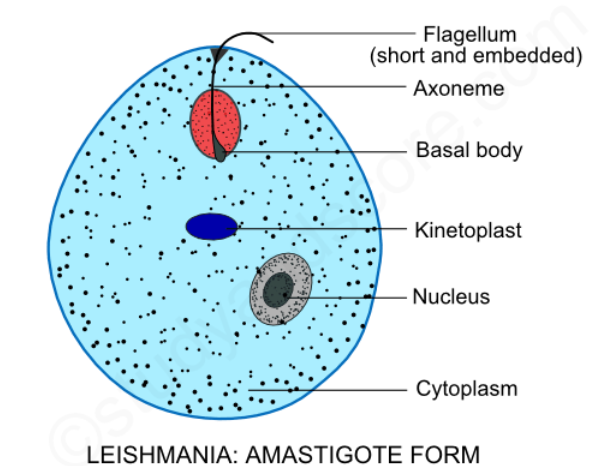 Flagellum
(short and embedded)
Axoneme
Basal body
Kinetoplast
Nucleus
Cytoplasm
LEISHMANIA: AMASTIGOTE FORM